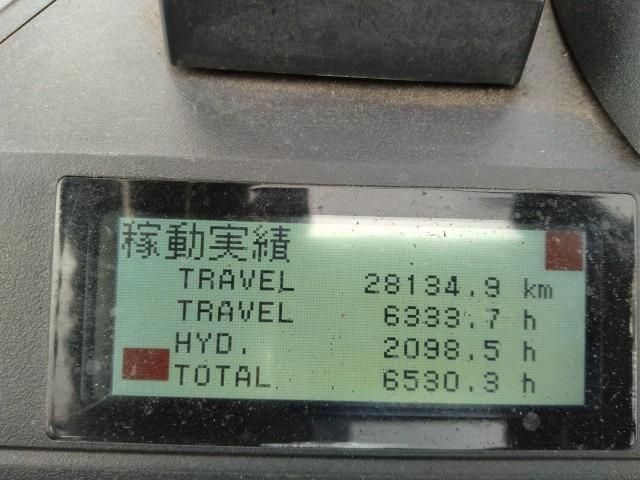 稼動実績
TRAVEL 28134.9 km
TRAVEL 6333.7 h
HYD. 2098.5 h
TOTAL 6530.3 h